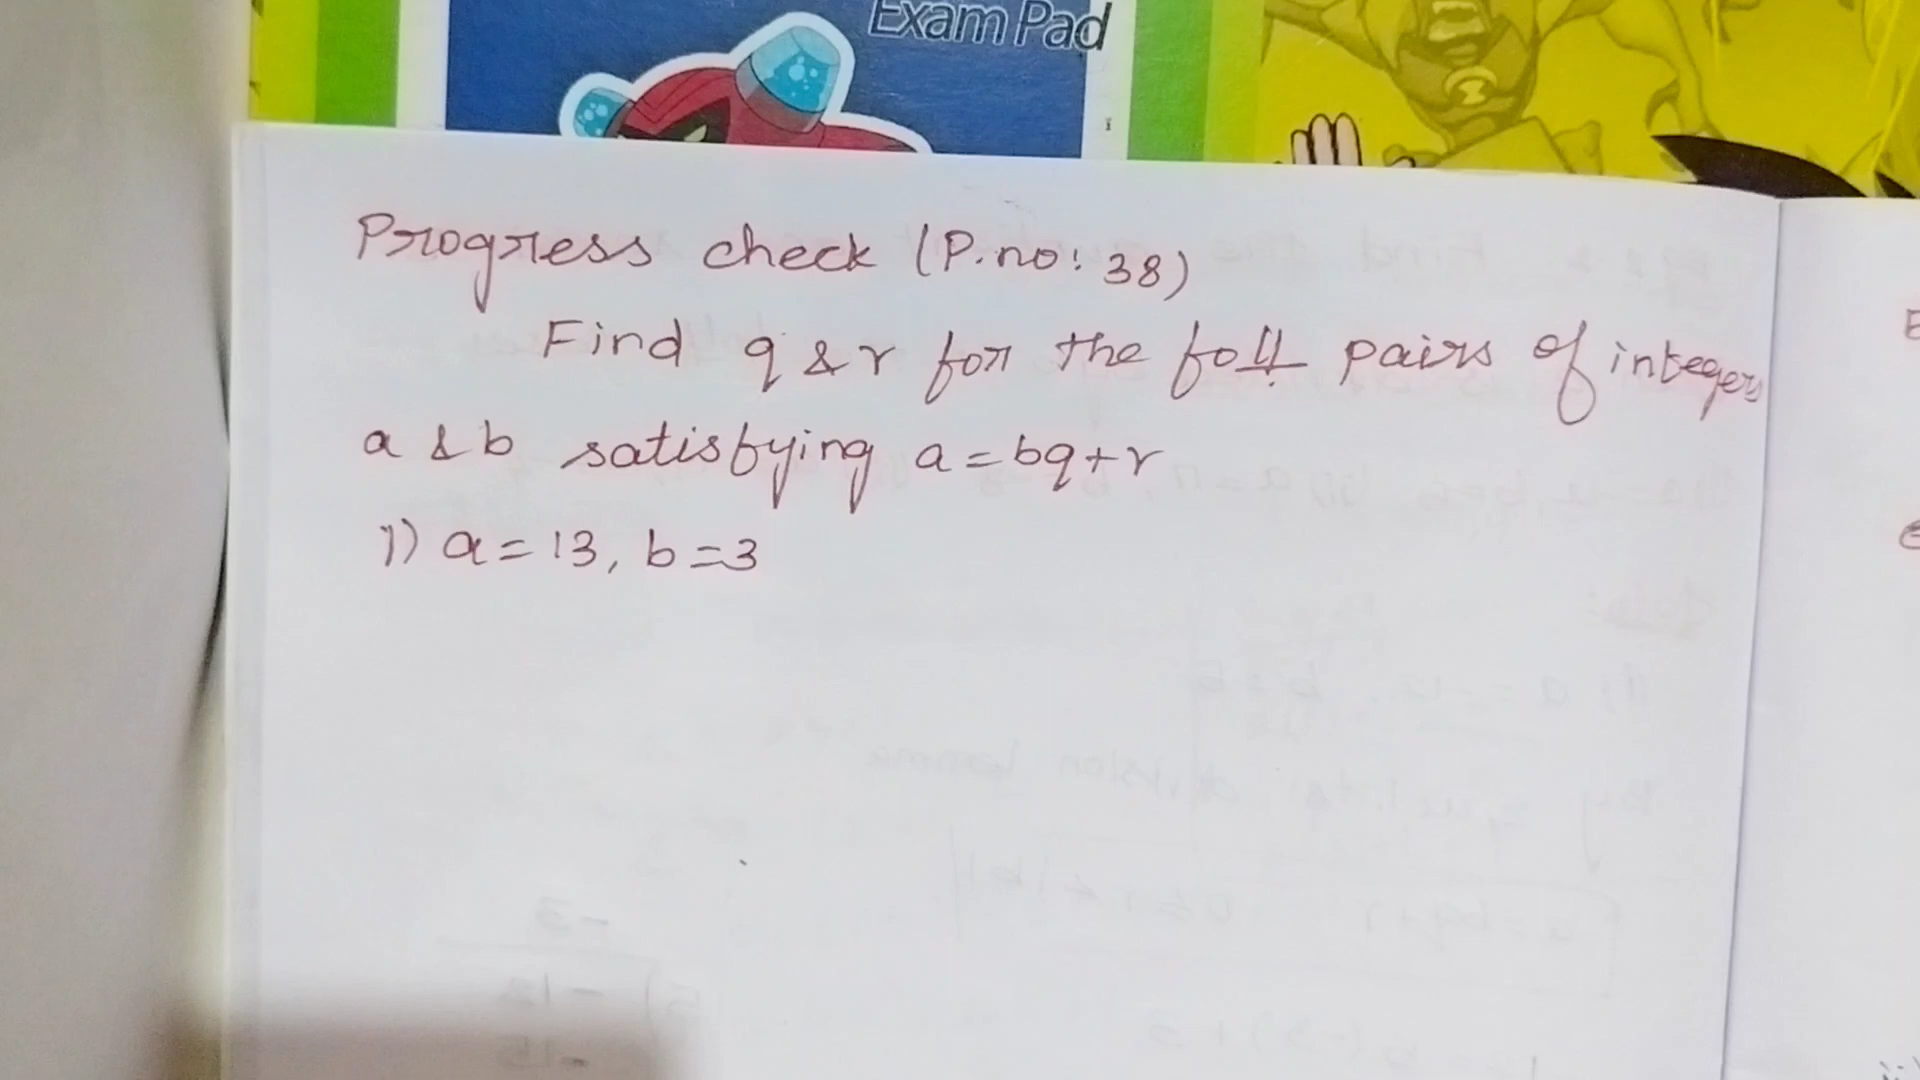 Exam Pad
Progress check (P.no: 38)
Find q & r for the foll pairs of integers
a & b satisfying a = bq + r
1) a = 13, b = 3